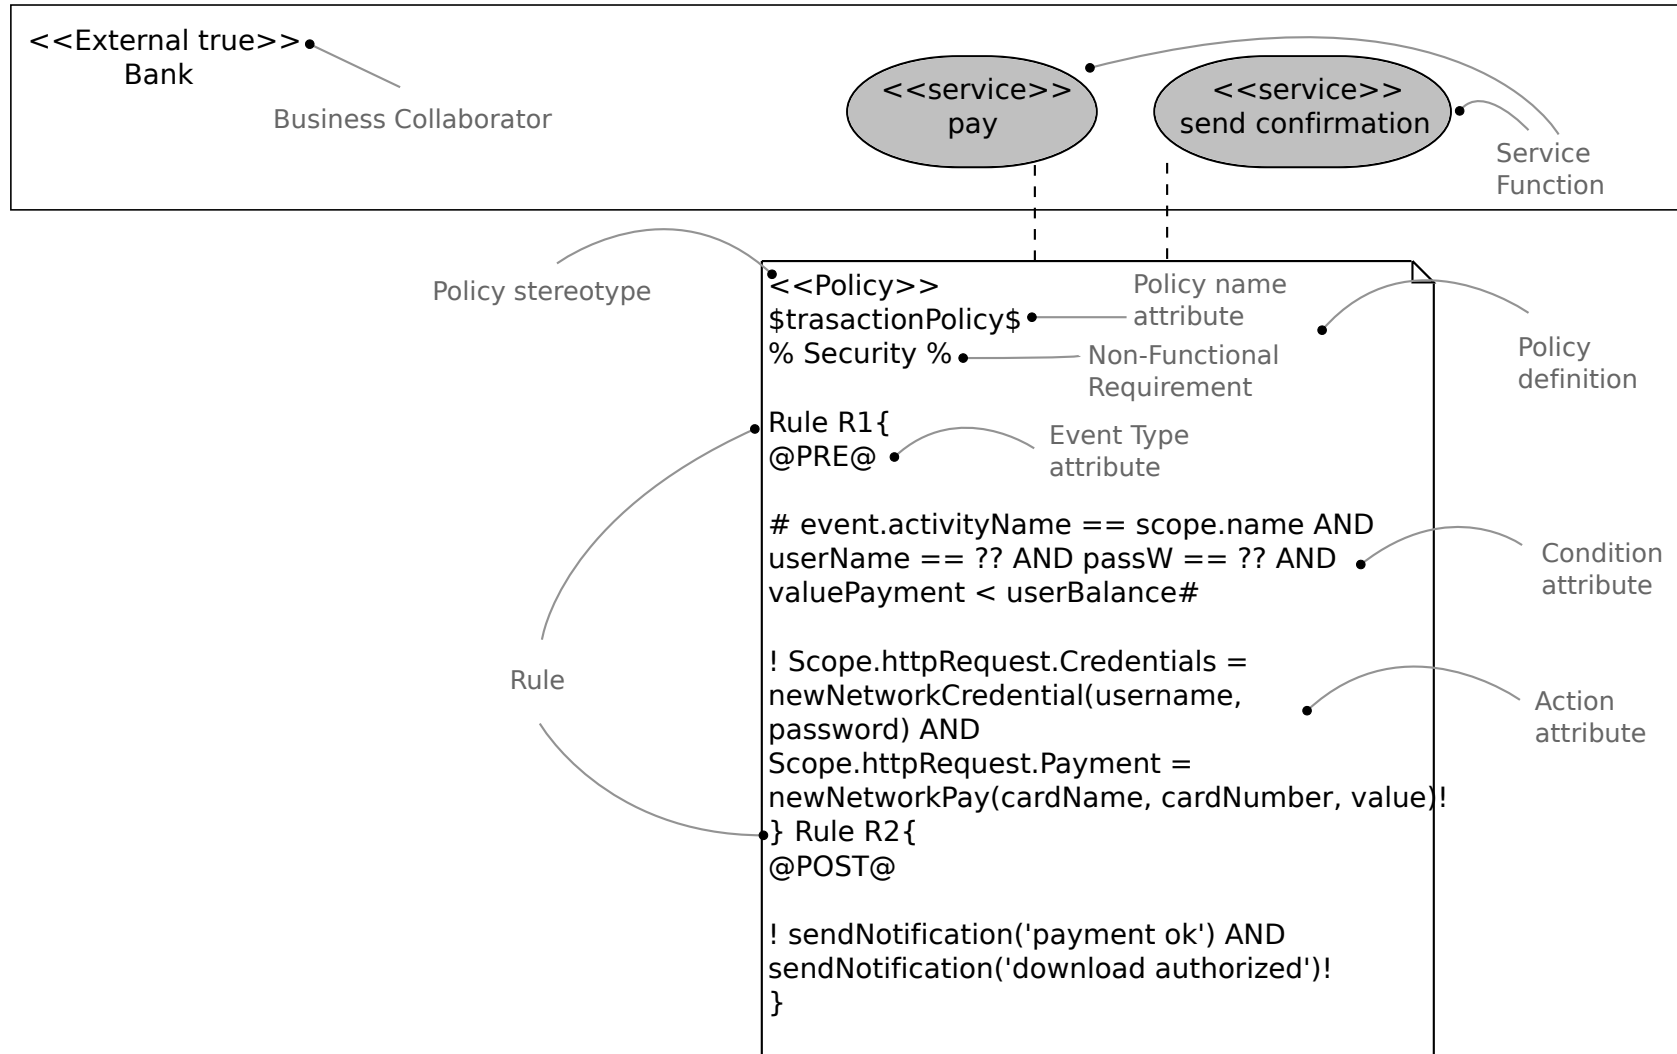 <<External true>>
Bank
Business Collaborator
<<service>>
pay
<<service>>
send confirmation
Service
Function
Policy stereotype
<<Policy>>
$trasactionPolicy$
% Security %
Policy name
attribute
Non-Functional
Requirement
Policy
definition
Rule R1{
@PRE@
Event Type
attribute
# event.activityName == scope.name AND
userName == ?? AND passW == ?? AND
valuePayment < userBalance#
Condition
attribute
Rule
! Scope.httpRequest.Credentials =
newNetworkCredential(username,
password) AND
Scope.httpRequest.Payment =
newNetworkPay(cardName, cardNumber, value)!
Action
attribute
} Rule R2{
@POST@
! sendNotification('payment ok') AND
sendNotification('download authorized')!
}